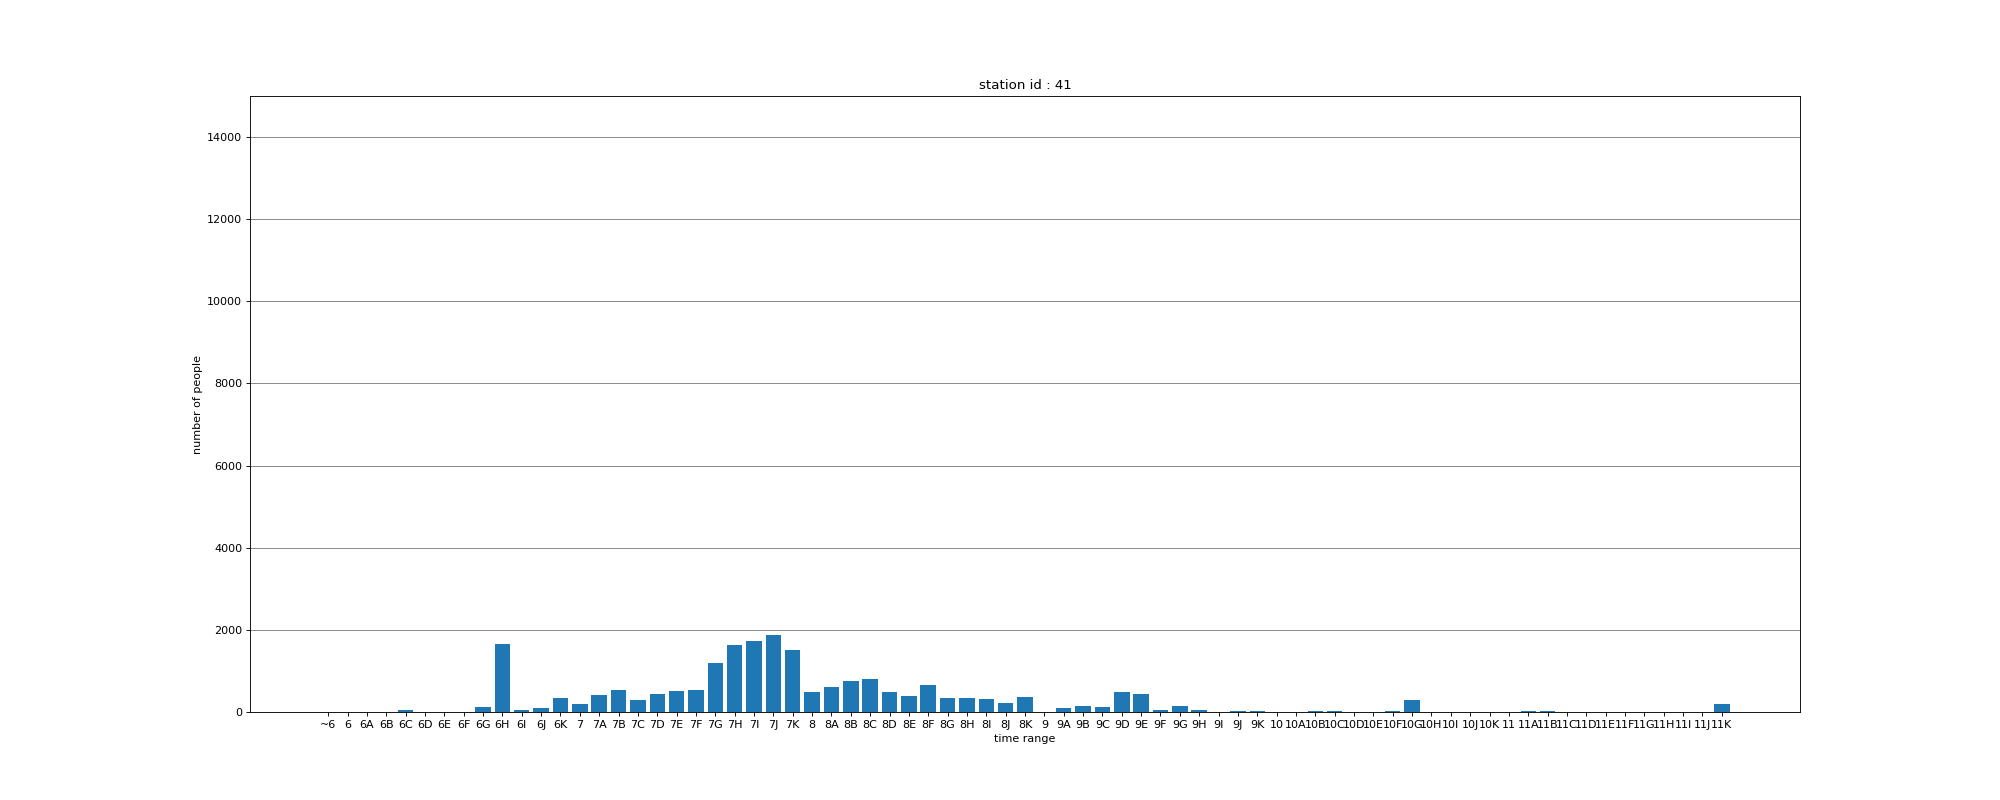 station id : 41
14000
12000
10000
8000
6000
4000
2000
0
number of people
~6 6 6A 6B 6C 6D 6E 6F 6G 6H 6I 6J 6K 7 7A 7B 7C 7D 7E 7F 7G 7H 7I 7J 7K 8 8A 8B 8C 8D 8E 8F 8G 8H 8I 8J 8K 9 9A 9B 9C 9D 9E 9F 9G 9H 9I 9J 9K 10 10A 10B 10C 10D 10E 10F 10G 10H 10I 10J 10K 11 11A 11B 11C 11D 11E 11F 11G 11H 11I 11J 11K
time range